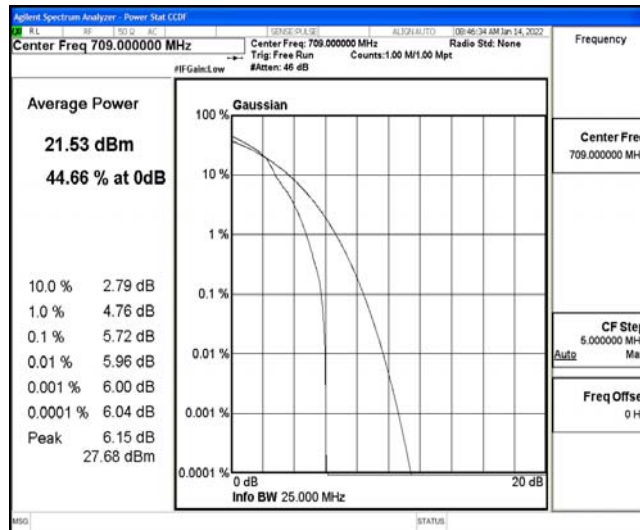 Agilent Spectrum Analyzer - Power Stat CCDF
RL RF 50 Ω AC SENSE:PULSE ALIGNAUTO 08:46:34 AM Jan 14, 2022
Center Freq 709.000000 MHz
Center Freq: 709.000000 MHz Radio Std: None
Trig: Free Run Counts:1.00 M/1.00 Mpt
#IFGain:Low #Atten: 46 dB
Frequency
Average Power
21.53 dBm
44.66 % at 0dB
10.0 % 2.79 dB
1.0 % 4.76 dB
0.1 % 5.72 dB
0.01 % 5.96 dB
0.001 % 6.00 dB
0.0001 % 6.04 dB
Peak 6.15 dB
27.68 dBm
Gaussian
100 %
10 %
1 %
0.1 %
0.01 %
0.001 %
0.0001 %
0 dB 20 dB
Info BW 25.000 MHz
Center Fre
709.000000 MH
CF Ste
5.000000 MH
Auto Ma
Freq Offse
0 H
MSG STATUS